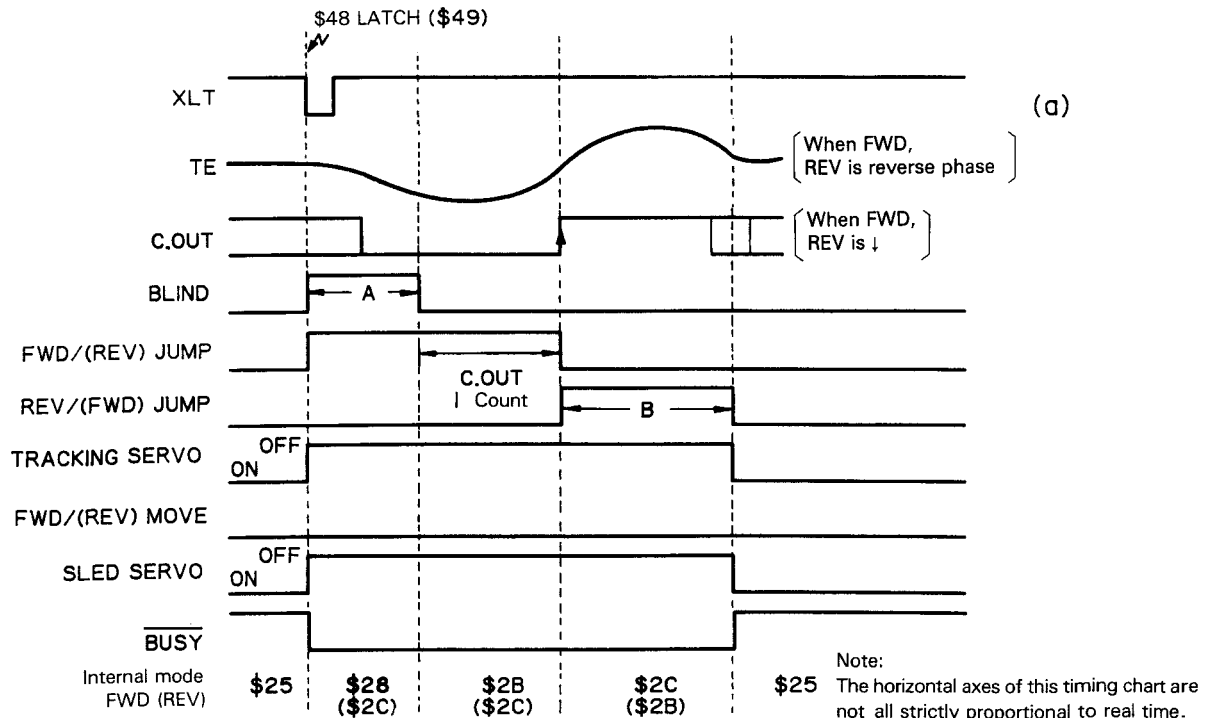 $48 LATCH ($49)
XLT
(a)
TE
When FWD,
REV is reverse phase
C.OUT
When FWD,
REV is ↓
BLIND
A
FWD/(REV) JUMP
C.OUT
↓ Count
REV/(FWD) JUMP
B
TRACKING SERVO
OFF
ON
FWD/(REV) MOVE
SLED SERVO
OFF
ON
BUSY
Internal mode
FWD (REV)
$25
$28
($2C)
$2B
($2C)
$2C
($2B)
$25
Note:
The horizontal axes of this timing chart are
not all strictly proportional to real time.